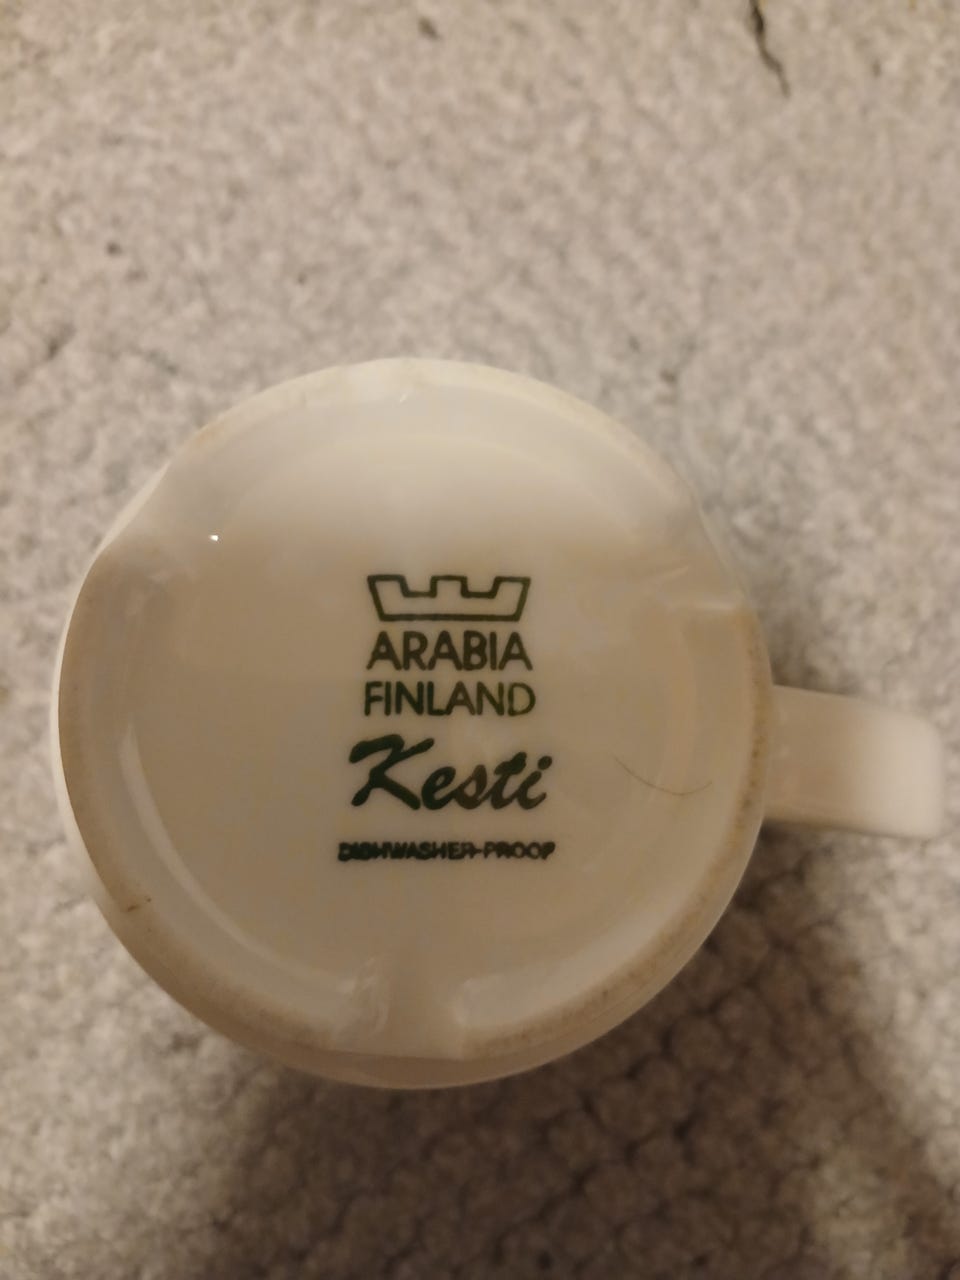 ARABIA
FINLAND
Kesti
DISHWASHER-PROOF